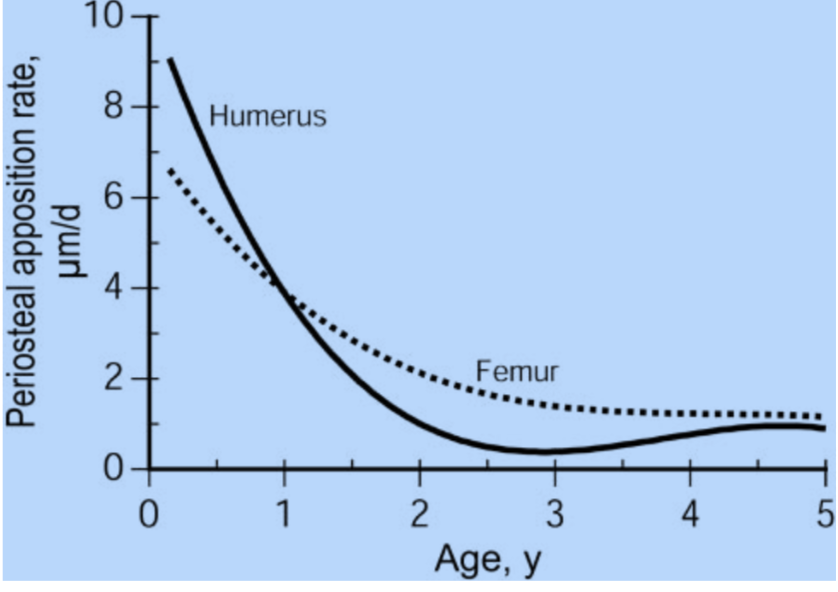 Periosteal apposition rate,
μm/d
10
8
6
4
2
0
Humerus
Femur
0 1 2 3 4 5
Age, y